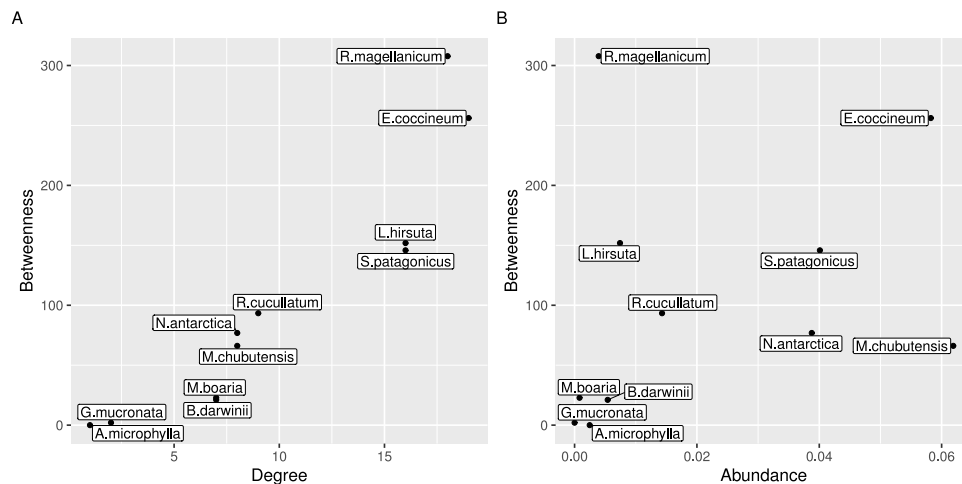 A
B
R.magellanicum
E.coccineum
L.hirsuta
S.patagonicus
R.cucullatum
N.antarctica
M.chubutensis
M.boaria
B.darwinii
G.mucronata
A.microphylla
Betweenness
0
100
200
300
5
10
15
Degree
R.magellanicum
E.coccineum
L.hirsuta
S.patagonicus
R.cucullatum
N.antarctica
M.chubutensis
M.boaria
B.darwinii
G.mucronata
A.microphylla
Betweenness
0
100
200
300
0.00
0.02
0.04
0.06
Abundance